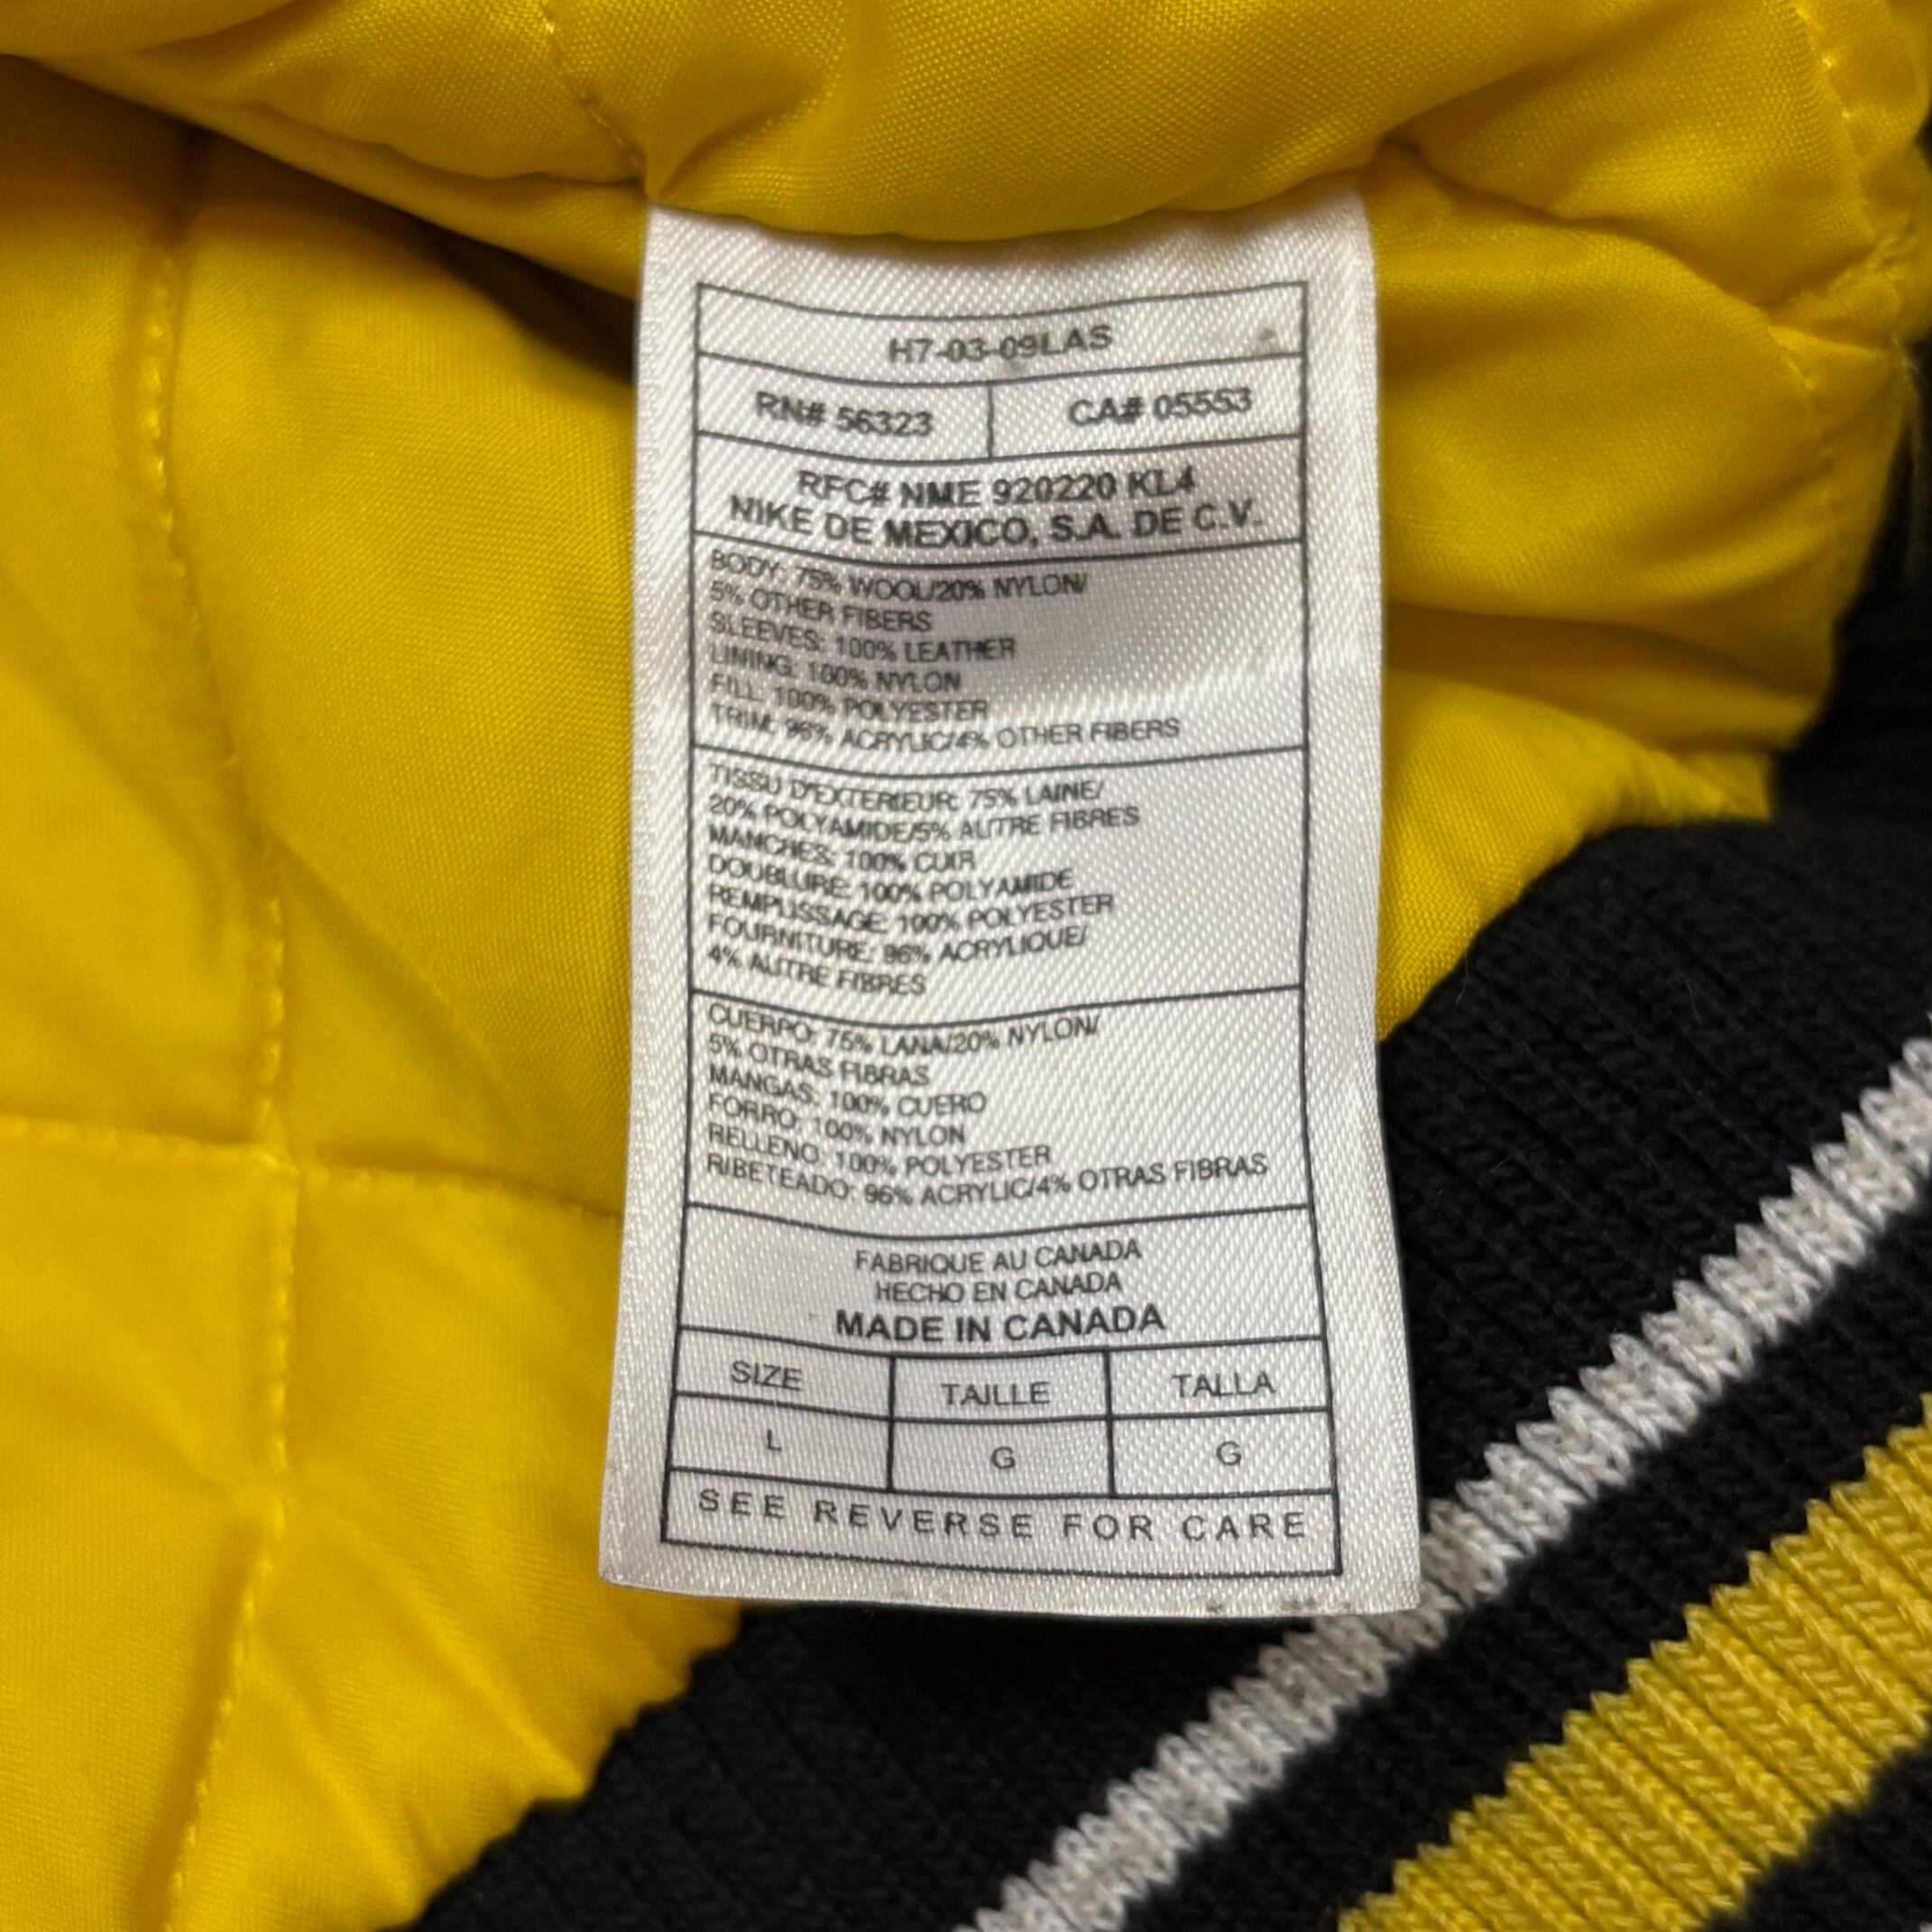 H7-03-09LAS
RN# 56323 CA# 05553
RFC# NME 920220 KL4
NIKE DE MEXICO, S.A. DE C.V.
BODY: 75% WOOL/20% NYLON/
5% OTHER FIBERS
SLEEVES: 100% LEATHER
LINING: 100% NYLON
FILL: 100% POLYESTER
TRIM: 96% ACRYLIC/4% OTHER FIBERS
TISSU D'EXTERIEUR: 75% LAINE/
20% POLYAMIDE/5% AUTRE FIBRES
MANCHES: 100% CUIR
DOUBLURE: 100% POLYAMIDE
REMPLISSAGE: 100% POLYESTER
FOURNITURE: 96% ACRYLIQUE/
4% AUTRE FIBRES
CUERPO: 75% LANA/20% NYLON/
5% OTRAS FIBRAS
MANGAS: 100% CUERO
FORRO: 100% NYLON
RELLENO: 100% POLYESTER
RIBETEADO: 96% ACRYLIC/4% OTRAS FIBRAS
FABRIQUE AU CANADA
HECHO EN CANADA
MADE IN CANADA
SIZE TAILLE TALLA
L G G
SEE REVERSE FOR CARE